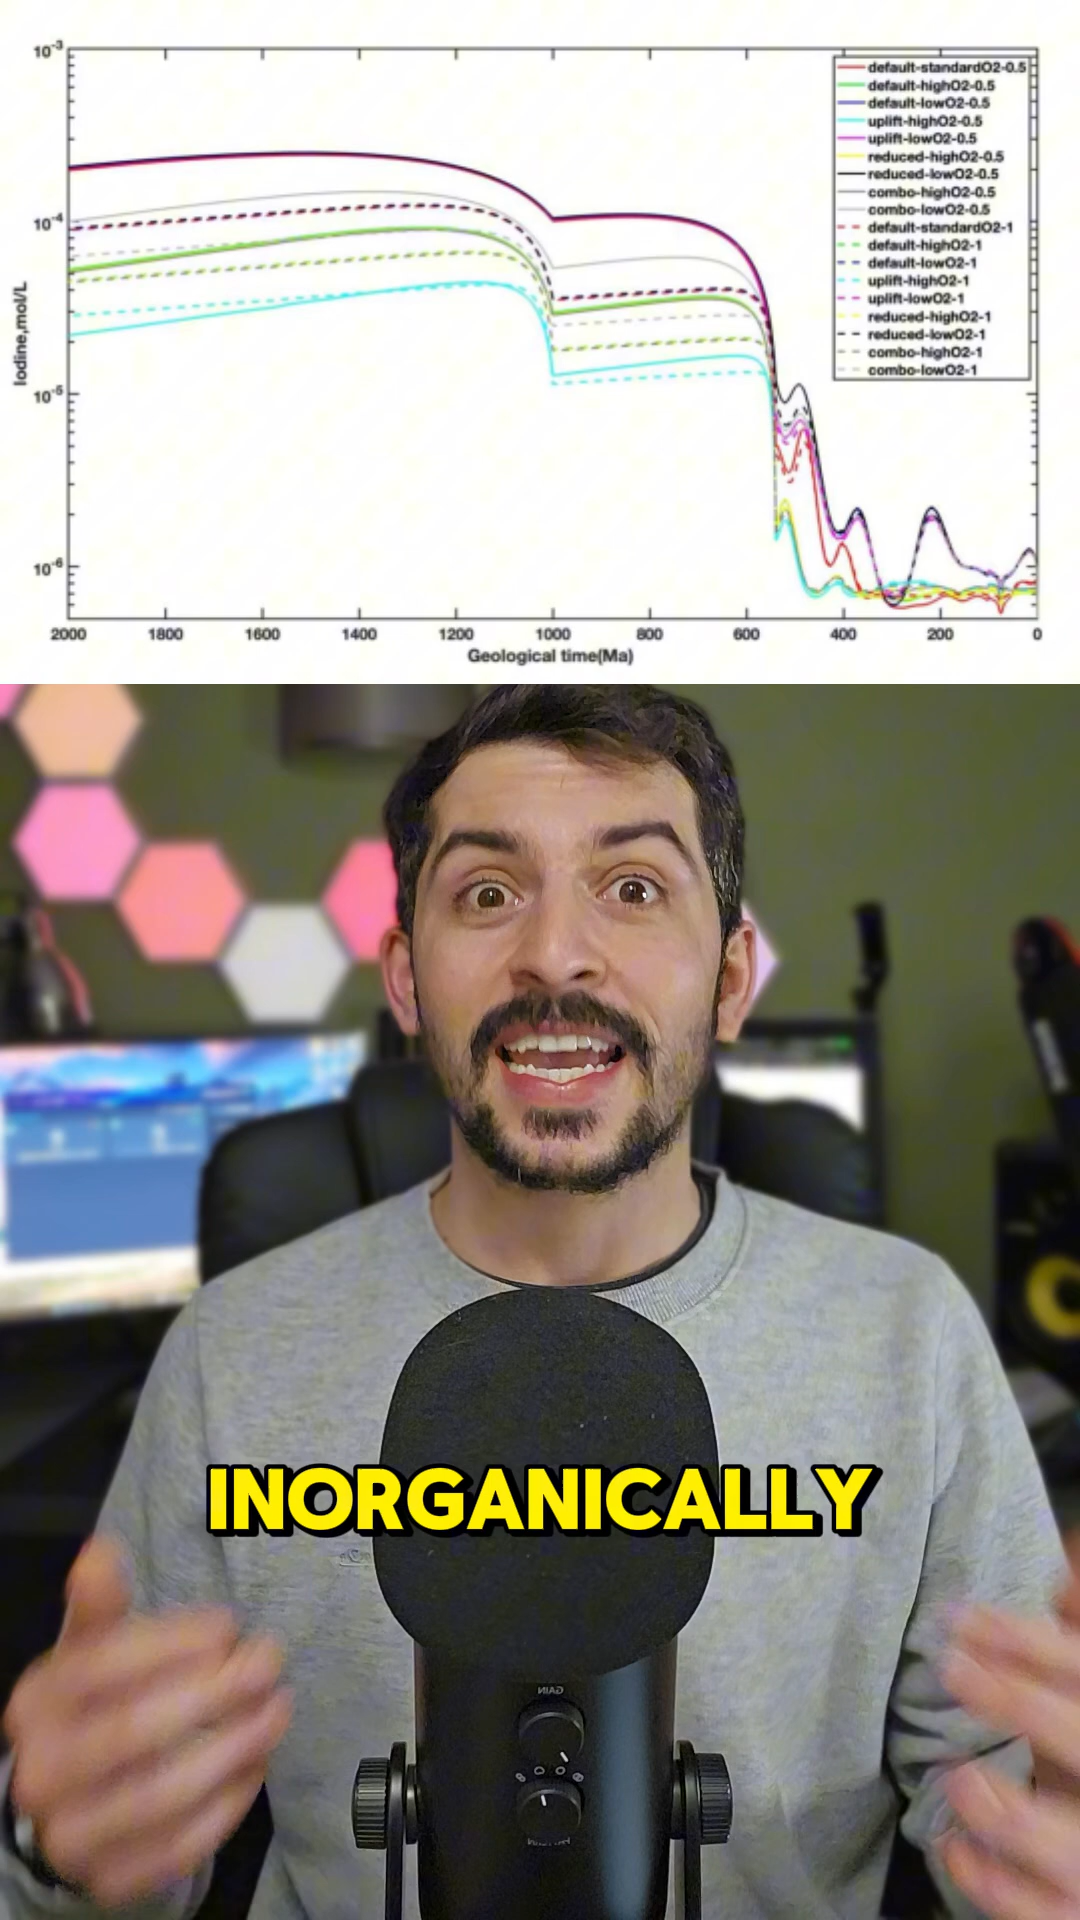 10-3
10-4
10-5
10-6
Iodine,mol/L
default-standardO2-0.5
default-highO2-0.5
default-lowO2-0.5
uplift-highO2-0.5
uplift-lowO2-0.5
reduced-highO2-0.5
reduced-lowO2-0.5
combo-highO2-0.5
combo-lowO2-0.5
default-standardO2-1
default-highO2-1
default-lowO2-1
uplift-highO2-1
uplift-lowO2-1
reduced-highO2-1
reduced-lowO2-1
combo-highO2-1
combo-lowO2-1
2000 1800 1600 1400 1200 1000 800 600 400 200 0
Geological time(Ma)
INORGANICALLY
GAIN